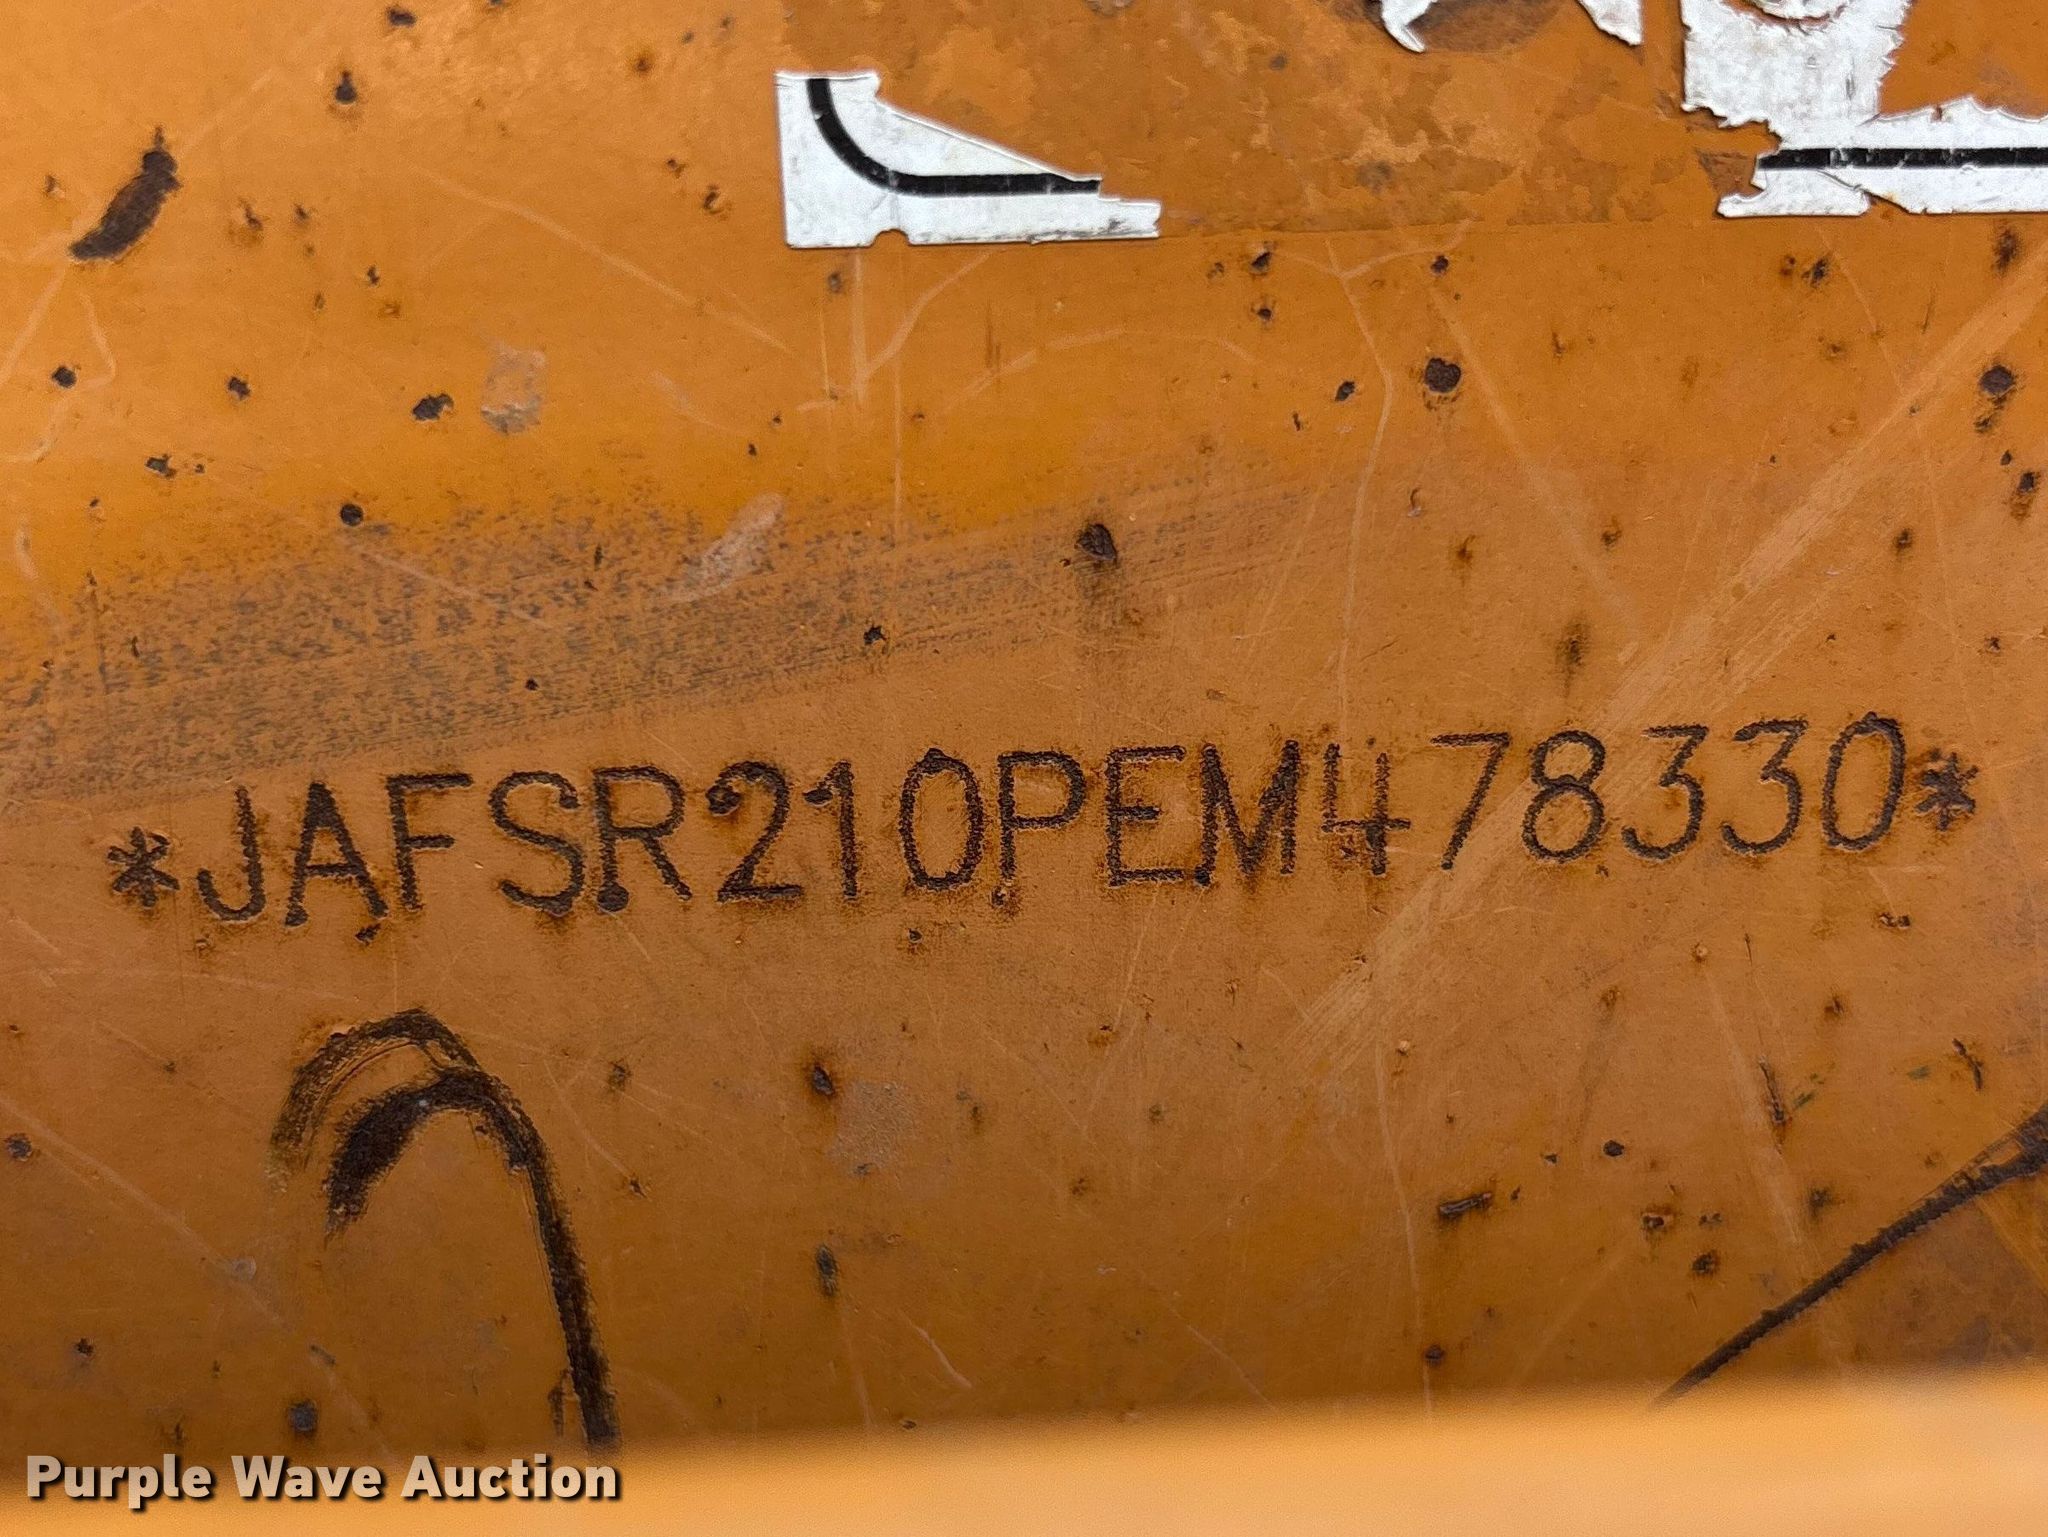 *JAFSR210PEM478330*
Purple Wave Auction